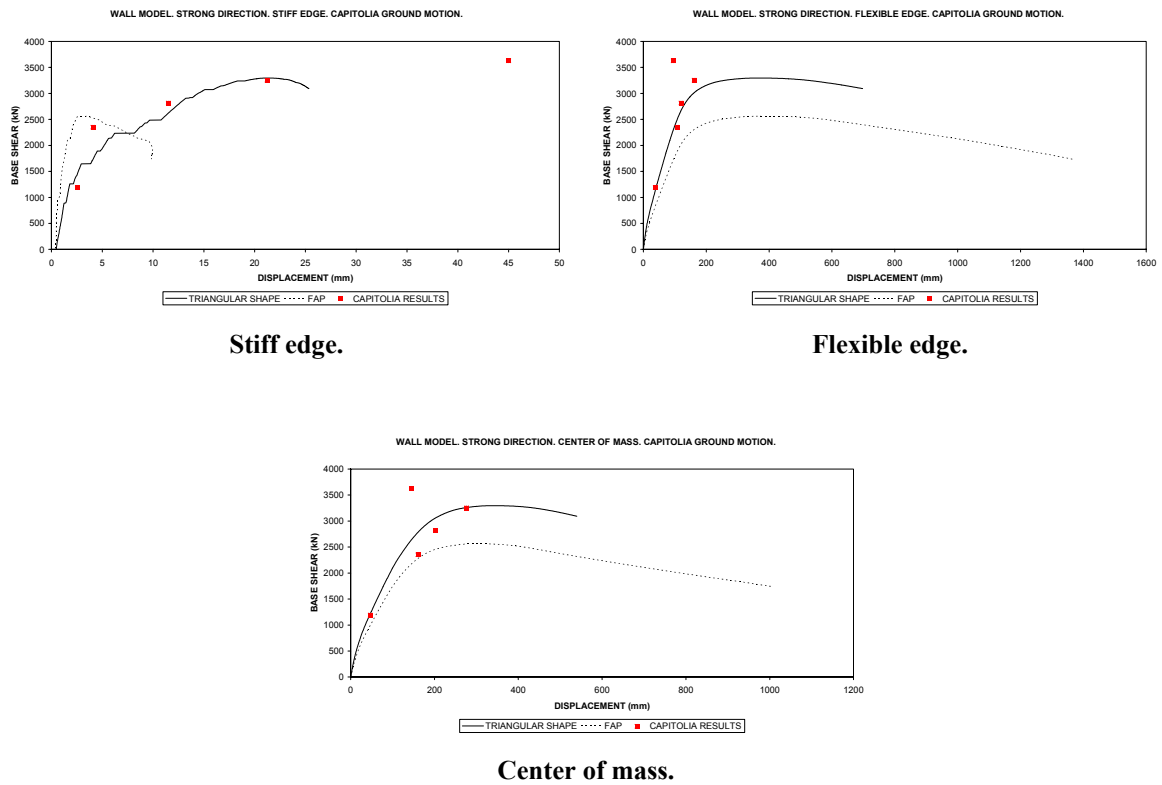 WALL MODEL. STRONG DIRECTION. STIFF EDGE. CAPITOLIA GROUND MOTION.
4000
3500
3000
2500
2000
1500
1000
500
0
BASE SHEAR (kN)
0 5 10 15 20 25 30 35 40 45 50
DISPLACEMENT (mm)
TRIANGULAR SHAPE FAP CAPITOLIA RESULTS
Stiff edge.
WALL MODEL. STRONG DIRECTION. FLEXIBLE EDGE. CAPITOLIA GROUND MOTION.
4000
3500
3000
2500
2000
1500
1000
500
0
BASE SHEAR (kN)
0 200 400 600 800 1000 1200 1400 1600
DISPLACEMENT (mm)
TRIANGULAR SHAPE FAP CAPITOLIA RESULTS
Flexible edge.
WALL MODEL. STRONG DIRECTION. CENTER OF MASS. CAPITOLIA GROUND MOTION.
4000
3500
3000
2500
2000
1500
1000
500
0
BASE SHEAR (kN)
0 200 400 600 800 1000 1200
DISPLACEMENT (mm)
TRIANGULAR SHAPE FAP CAPITOLIA RESULTS
Center of mass.